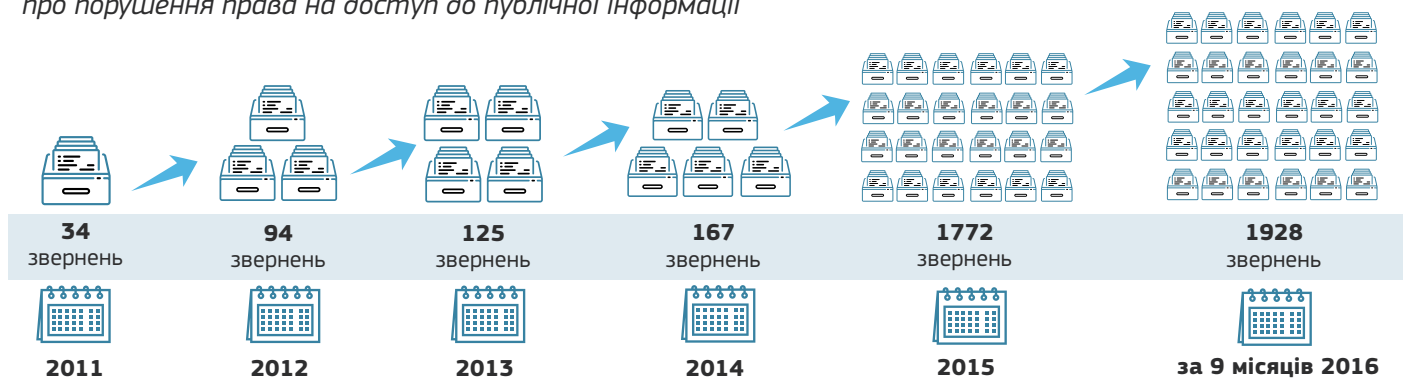 про порушення права на доступ до публічної інформації
34 94 125 167 1772 1928
звернень звернень звернень звернень звернень звернень
2011 2012 2013 2014 2015 за 9 місяців 2016